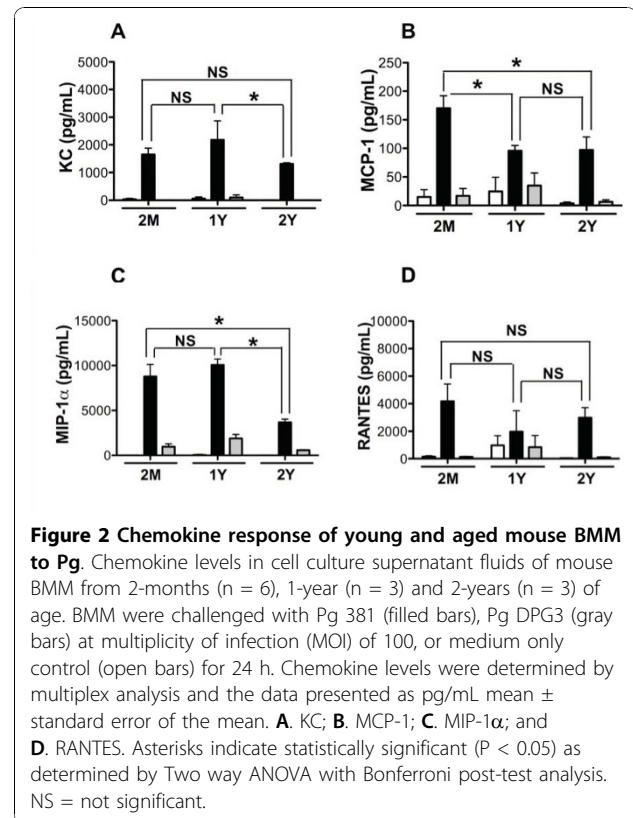 A
KC (pg/mL)
5000
4000
3000
2000
1000
0
NS
NS
*
2M 1Y 2Y
B
MCP-1 (pg/mL)
250
200
150
100
50
0
*
*
NS
2M 1Y 2Y
C
MIP-1α (pg/mL)
15000
10000
5000
0
*
NS
*
2M 1Y 2Y
D
RANTES (pg/mL)
10000
8000
6000
4000
2000
0
NS
NS
NS
2M 1Y 2Y
Figure 2 Chemokine response of young and aged mouse BMM
to Pg. Chemokine levels in cell culture supernatant fluids of mouse
BMM from 2-months (n = 6), 1-year (n = 3) and 2-years (n = 3) of
age. BMM were challenged with Pg 381 (filled bars), Pg DPG3 (gray
bars) at multiplicity of infection (MOI) of 100, or medium only
control (open bars) for 24 h. Chemokine levels were determined by
multiplex analysis and the data presented as pg/mL mean ±
standard error of the mean. A. KC; B. MCP-1; C. MIP-1α; and
D. RANTES. Asterisks indicate statistically significant (P < 0.05) as
determined by Two way ANOVA with Bonferroni post-test analysis.
NS = not significant.